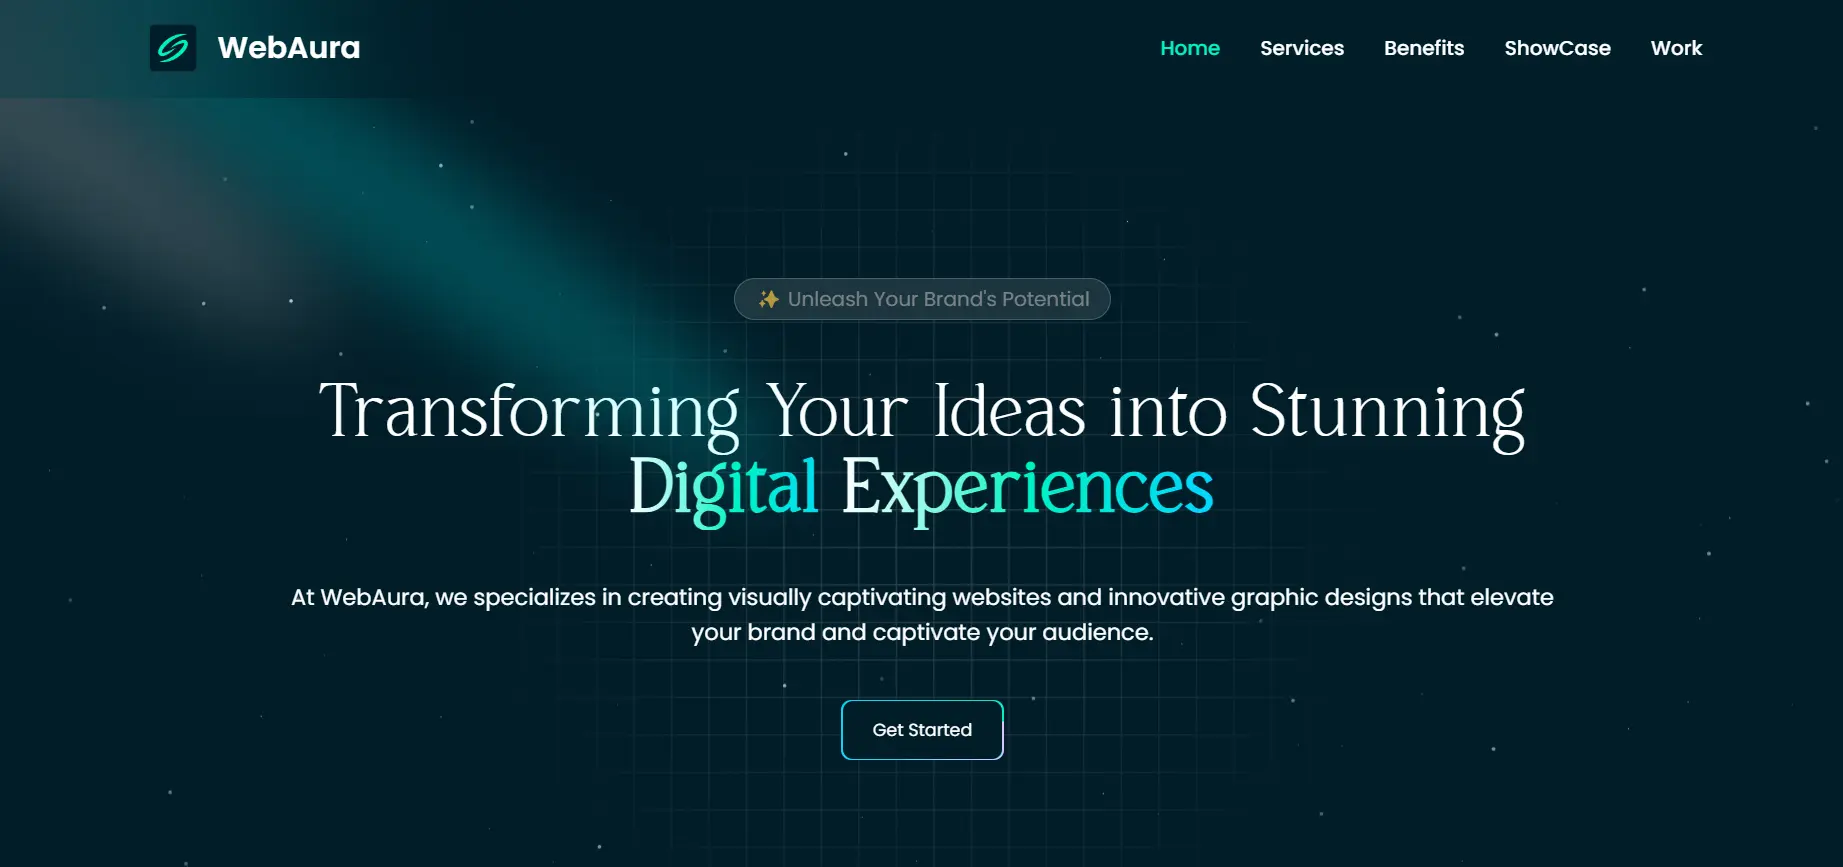 WebAura
Home Services Benefits ShowCase Work
✨ Unleash Your Brand's Potential
Transforming Your Ideas into Stunning
Digital Experiences
At WebAura, we specializes in creating visually captivating websites and innovative graphic designs that elevate
your brand and captivate your audience.
Get Started